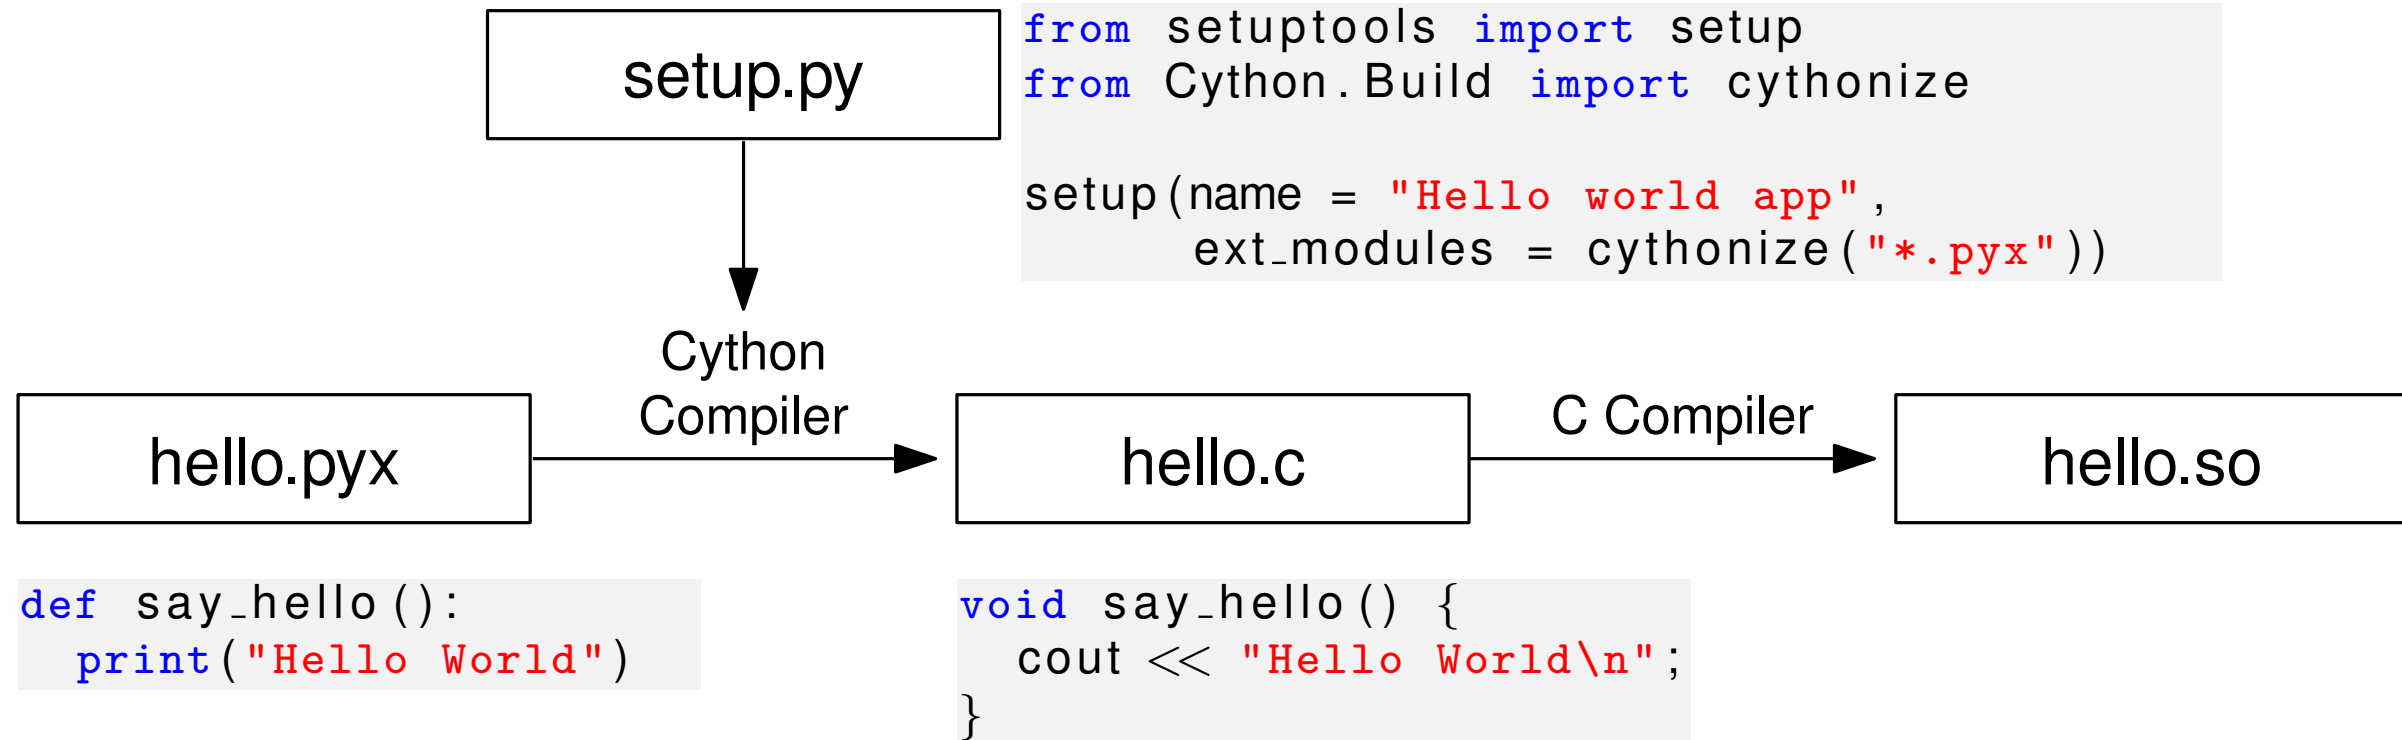 setup.py
from setuptools import setup
from Cython.Build import cythonize
setup(name = "Hello world app",
ext_modules = cythonize("*.pyx"))
Cython
Compiler
hello.pyx
hello.c
C Compiler
hello.so
def say_hello():
print("Hello World")
void say_hello() {
cout << "Hello World\n";
}